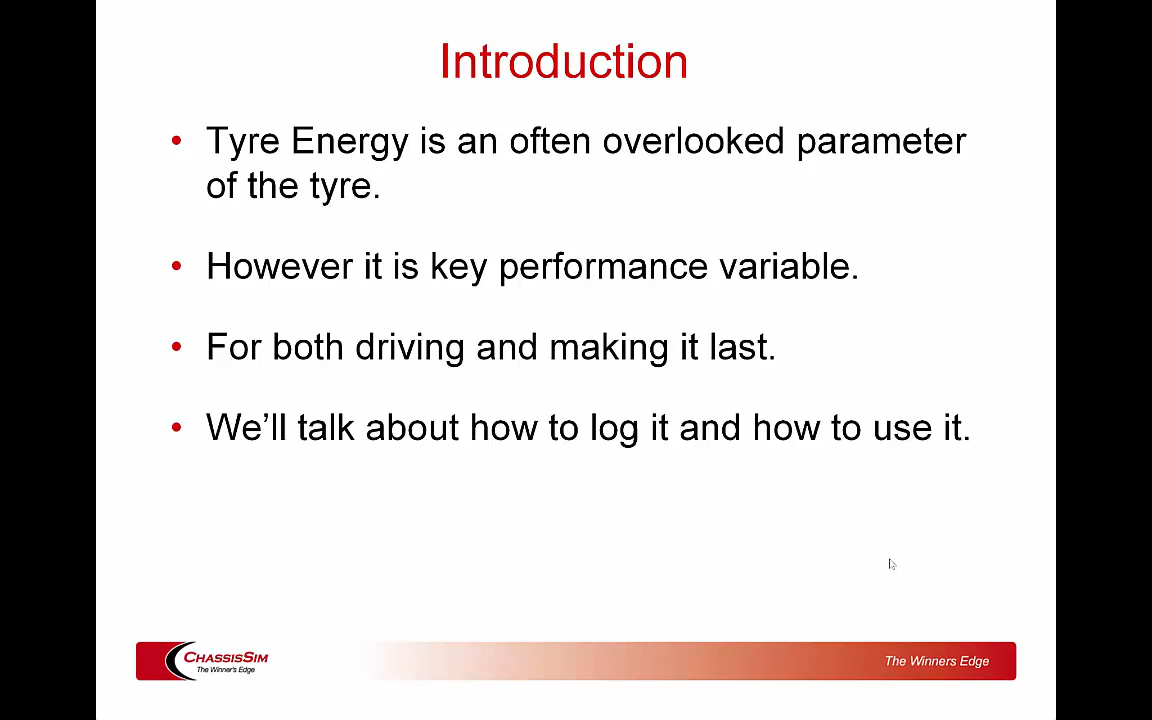 Introduction
• Tyre Energy is an often overlooked parameter
of the tyre.
• However it is key performance variable.
• For both driving and making it last.
• We’ll talk about how to log it and how to use it.
CHASSISSIM
The Winner's Edge
The Winners Edge